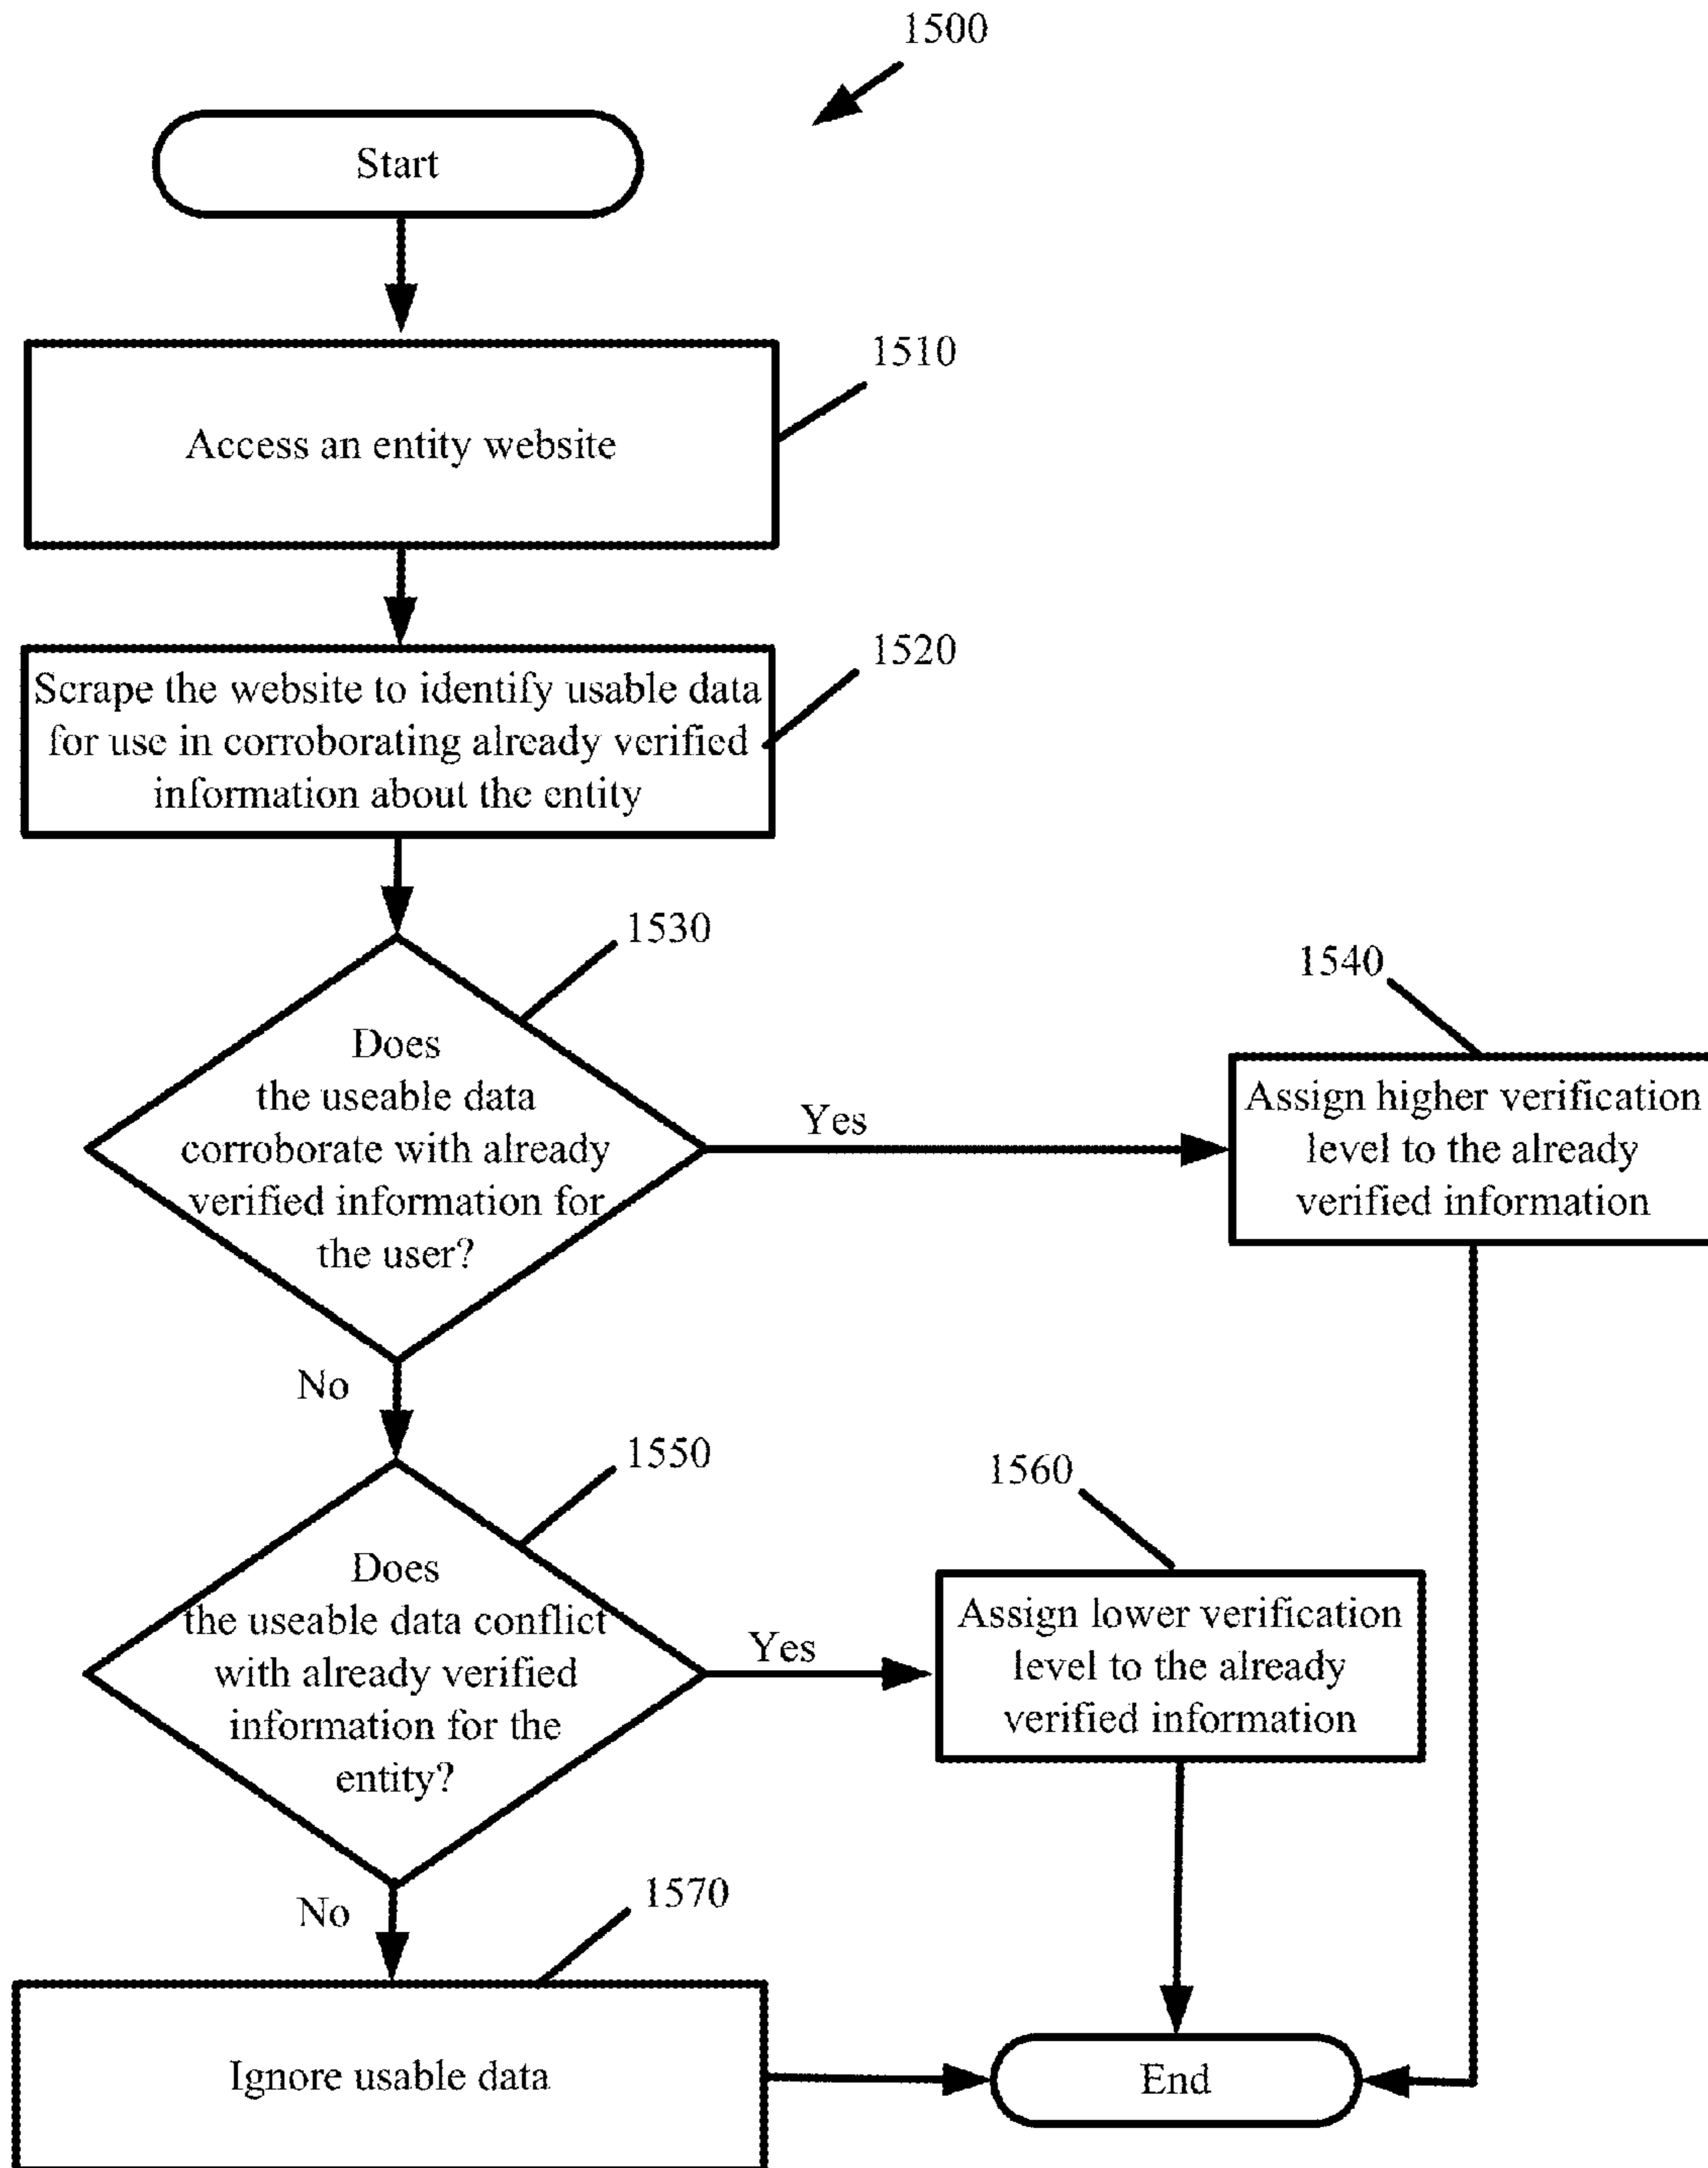 1500
Start
1510
Access an entity website
1520
Scrape the website to identify usable data
for use in corroborating already verified
information about the entity
1530
Does
the useable data
corroborate with already
verified information for
the user?
Yes
1540
Assign higher verification
level to the already
verified information
No
1550
Does
the useable data conflict
with already verified
information for the
entity?
Yes
1560
Assign lower verification
level to the already
verified information
No
1570
Ignore usable data
End